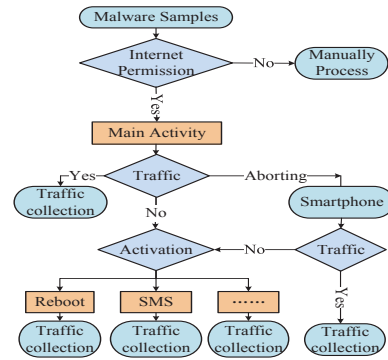 Malware Samples
Internet
Permission
No
Manually
Process
Yes
Main Activity
Yes
Traffic
Aborting
Traffic
collection
Smartphone
No
Activation
No
Traffic
Reboot
SMS
......
Yes
Traffic
collection
Traffic
collection
Traffic
collection
Traffic
collection